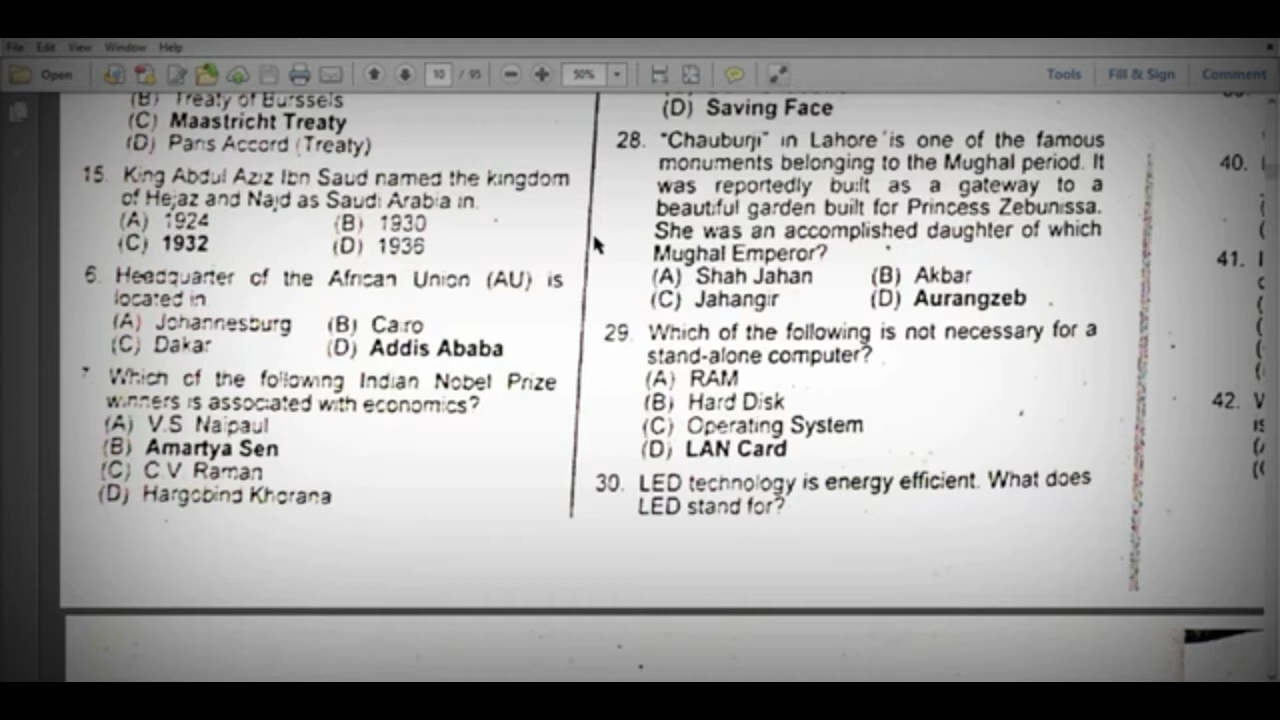 File Edit View Window Help
Open 10 / 95 50% Tools Fill & Sign Comment
(B) Treaty of Burssels
(C) Maastricht Treaty
(D) Paris Accord (Treaty)
15. King Abdul Aziz Ibn Saud named the kingdom
of Hejaz and Najd as Saudi Arabia in.
(A) 1924 (B) 1930
(C) 1932 (D) 1936
6. Headquarter of the African Union (AU) is
located in
(A) Johannesburg (B) Cairo
(C) Dakar (D) Addis Ababa
7. Which of the following Indian Nobel Prize
winners is associated with economics?
(A) V.S Naipaul
(B) Amartya Sen
(C) C.V. Raman
(D) Hargobind Khorana
(D) Saving Face
28. "Chauburji" in Lahore is one of the famous
monuments belonging to the Mughal period. It
was reportedly built as a gateway to a
beautiful garden built for Princess Zebunissa.
She was an accomplished daughter of which
Mughal Emperor?
(A) Shah Jahan (B) Akbar
(C) Jahangir (D) Aurangzeb
29. Which of the following is not necessary for a
stand-alone computer?
(A) RAM
(B) Hard Disk
(C) Operating System
(D) LAN Card
30. LED technology is energy efficient. What does
LED stand for?
40.
41.
42.